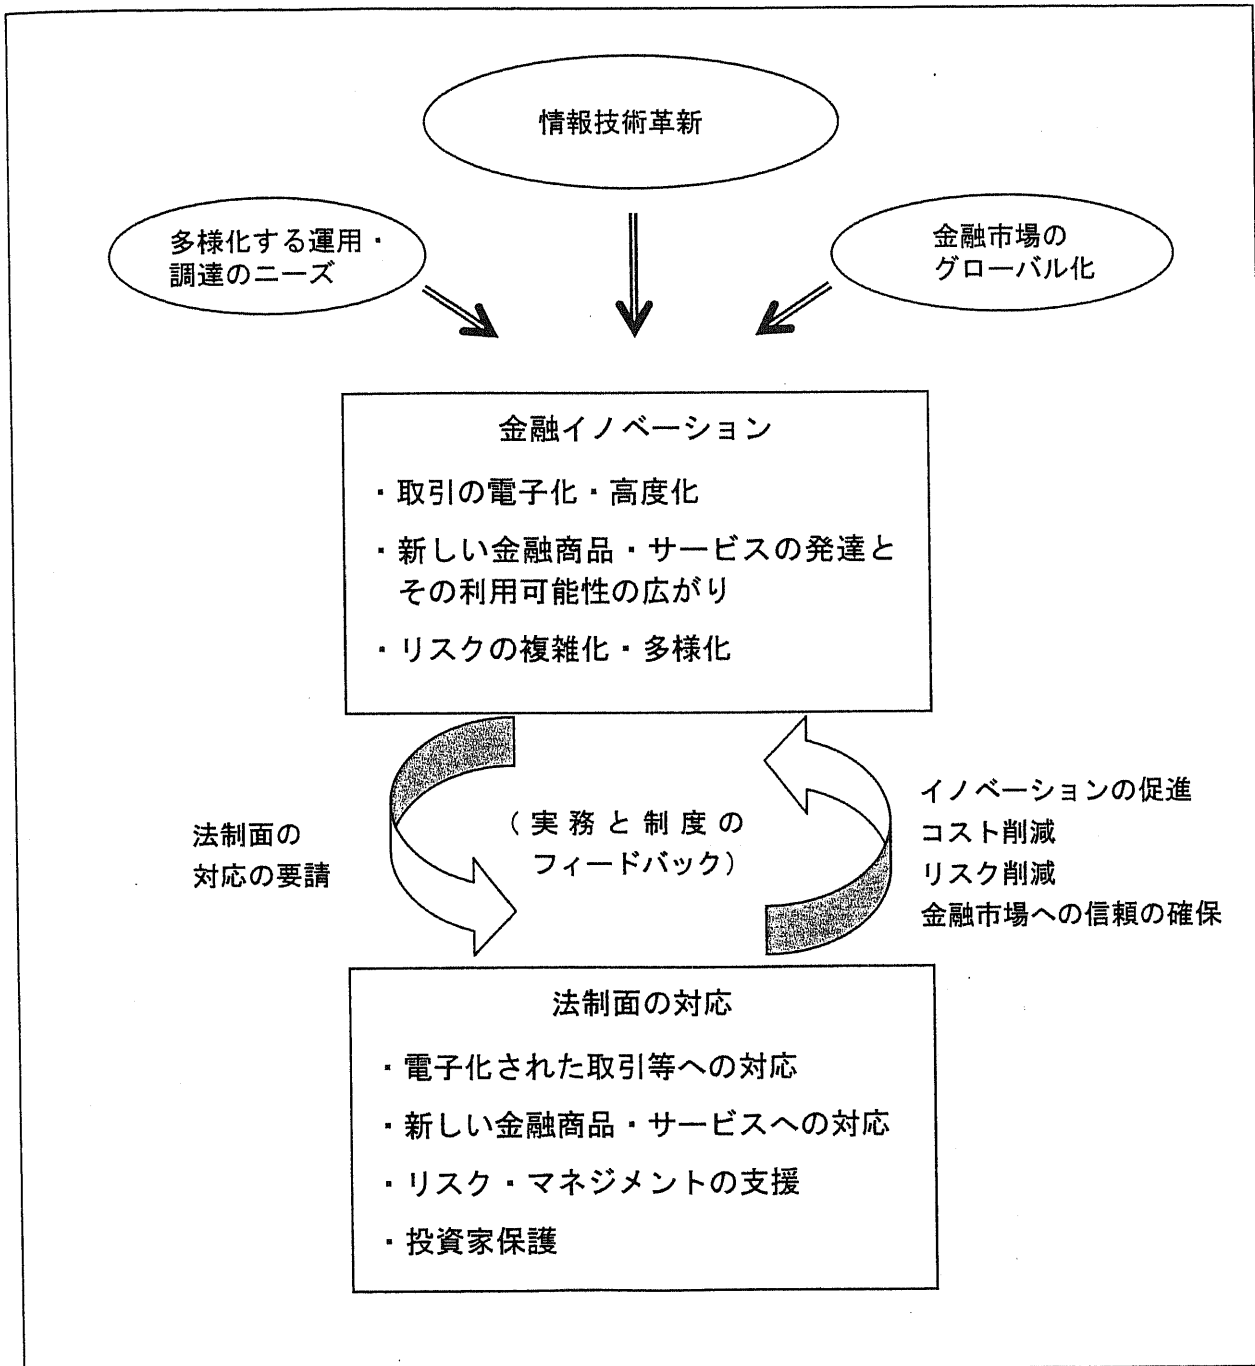 情報技術革新
多様化する運用・
調達のニーズ
金融市場の
グローバル化
金融イノベーション
・取引の電子化・高度化
・新しい金融商品・サービスの発達と
その利用可能性の広がり
・リスクの複雑化・多様化
法制面の
対応の要請
（実務と制度の
フィードバック）
イノベーションの促進
コスト削減
リスク削減
金融市場への信頼の確保
法制面の対応
・電子化された取引等への対応
・新しい金融商品・サービスへの対応
・リスク・マネジメントの支援
・投資家保護